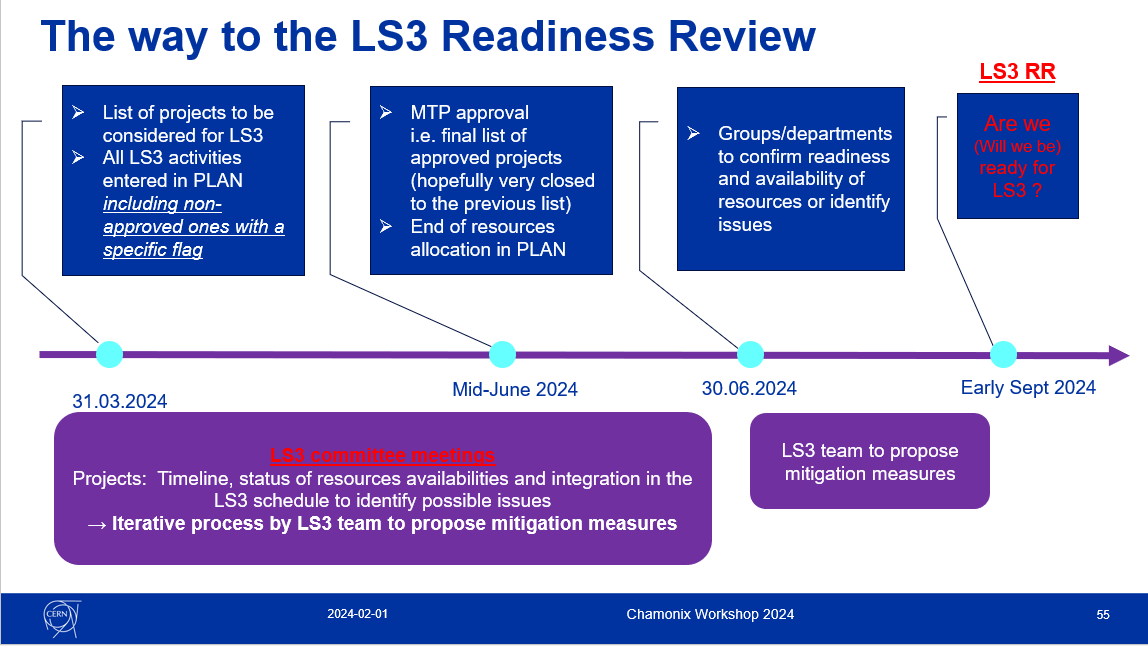 The way to the LS3 Readiness Review
LS3 RR
➢ List of projects to be
considered for LS3
➢ All LS3 activities
entered in PLAN
including non-
approved ones with a
specific flag
➢ MTP approval
i.e. final list of
approved projects
(hopefully very closed
to the previous list)
➢ End of resources
allocation in PLAN
➢ Groups/departments
to confirm readiness
and availability of
resources or identify
issues
Are we
(Will we be)
ready for
LS3 ?
31.03.2024
Mid-June 2024
30.06.2024
Early Sept 2024
LS3 committee meetings
Projects: Timeline, status of resources availabilities and integration in the
LS3 schedule to identify possible issues
→ Iterative process by LS3 team to propose mitigation measures
LS3 team to propose
mitigation measures
CERN
2024-02-01
Chamonix Workshop 2024
55